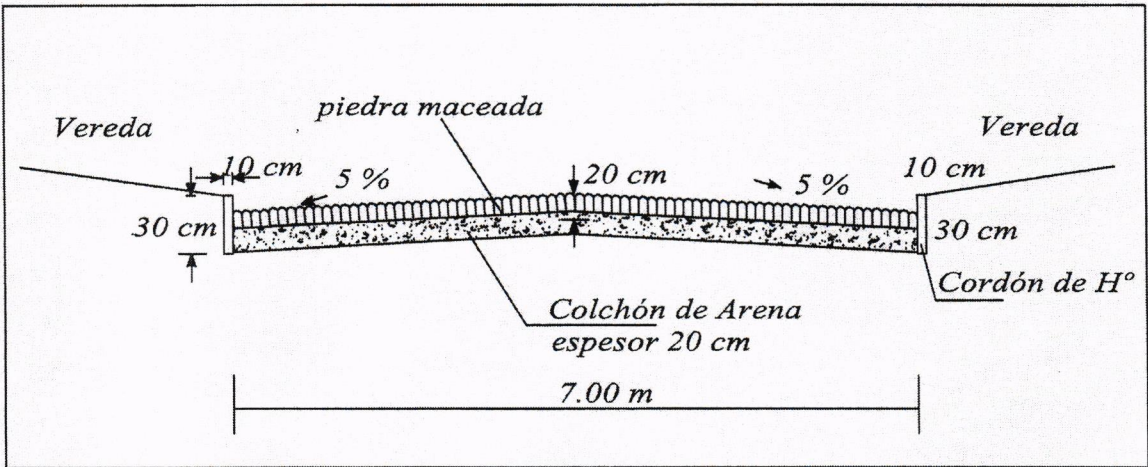 piedra maceada
Vereda
Vereda
10 cm
5 %
20 cm
5 %
10 cm
30 cm
30 cm
Cordón de Hº
Colchón de Arena
espesor 20 cm
7.00 m